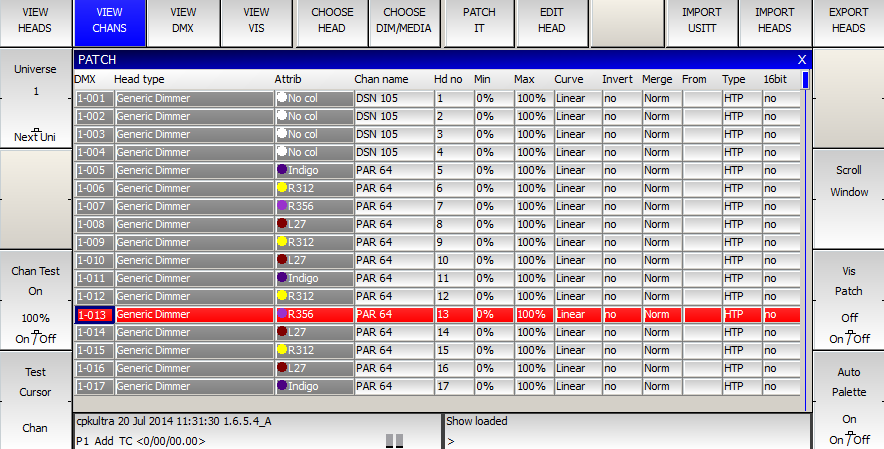 VIEW HEADS
VIEW CHANS
VIEW DMX
VIEW VIS
CHOOSE HEAD
CHOOSE DIM/MEDIA
PATCH IT
EDIT HEAD
IMPORT USITT
IMPORT HEADS
EXPORT HEADS
Universe
1
Next Uni
Chan Test
On
100%
On / Off
Test
Cursor
Chan
PATCH X
DMX Head type Attrib Chan name Hd no Min Max Curve Invert Merge From Type 16bit
1-001 Generic Dimmer No col DSN 105 1 0% 100% Linear no Norm HTP no
1-002 Generic Dimmer No col DSN 105 2 0% 100% Linear no Norm HTP no
1-003 Generic Dimmer No col DSN 105 3 0% 100% Linear no Norm HTP no
1-004 Generic Dimmer No col DSN 105 4 0% 100% Linear no Norm HTP no
1-005 Generic Dimmer Indigo PAR 64 5 0% 100% Linear no Norm HTP no
1-006 Generic Dimmer R312 PAR 64 6 0% 100% Linear no Norm HTP no
1-007 Generic Dimmer R356 PAR 64 7 0% 100% Linear no Norm HTP no
1-008 Generic Dimmer L27 PAR 64 8 0% 100% Linear no Norm HTP no
1-009 Generic Dimmer R312 PAR 64 9 0% 100% Linear no Norm HTP no
1-010 Generic Dimmer L27 PAR 64 10 0% 100% Linear no Norm HTP no
1-011 Generic Dimmer Indigo PAR 64 11 0% 100% Linear no Norm HTP no
1-012 Generic Dimmer R312 PAR 64 12 0% 100% Linear no Norm HTP no
1-013 Generic Dimmer R356 PAR 64 13 0% 100% Linear no Norm HTP no
1-014 Generic Dimmer L27 PAR 64 14 0% 100% Linear no Norm HTP no
1-015 Generic Dimmer R312 PAR 64 15 0% 100% Linear no Norm HTP no
1-016 Generic Dimmer L27 PAR 64 16 0% 100% Linear no Norm HTP no
1-017 Generic Dimmer Indigo PAR 64 17 0% 100% Linear no Norm HTP no
Scroll
Window
Vis
Patch
Off
On / Off
Auto
Palette
On
On / Off
cpkultra 20 Jul 2014 11:31:30 1.6.5.4_A
P1 Add TC <0/00/00.00>
Show loaded
>